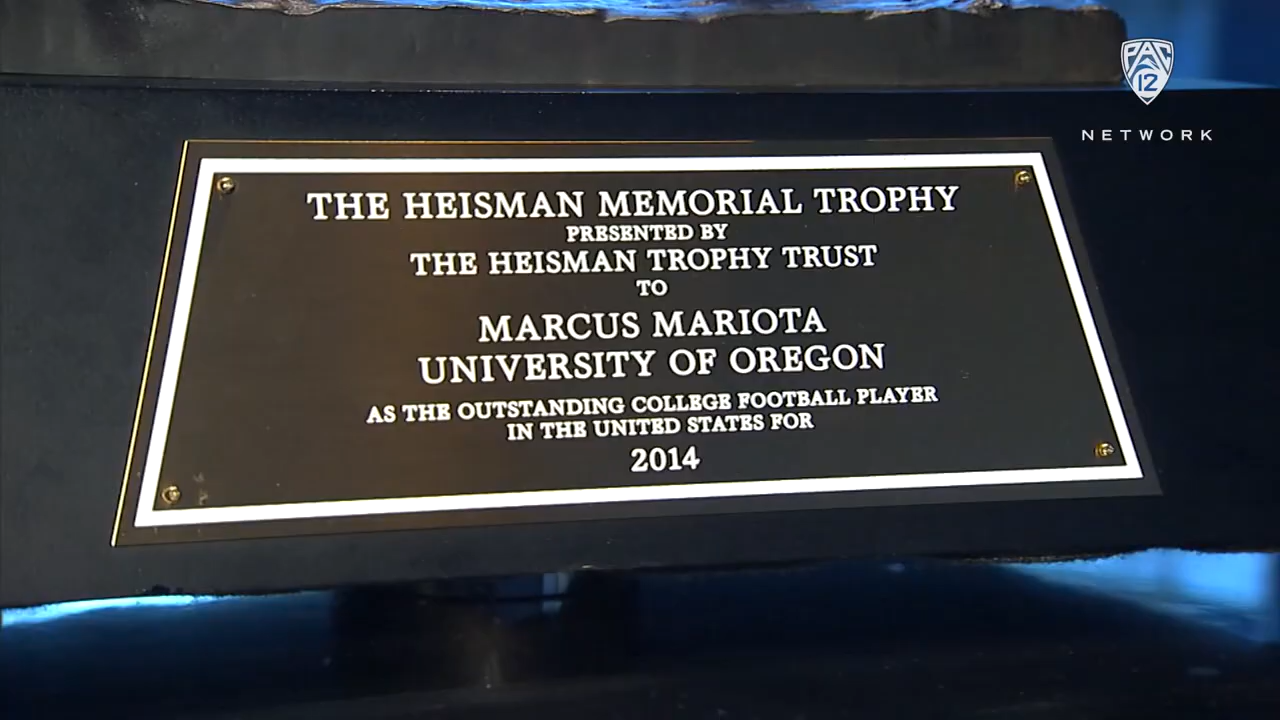 PAC
12
NETWORK
THE HEISMAN MEMORIAL TROPHY
PRESENTED BY
THE HEISMAN TROPHY TRUST
TO
MARCUS MARIOTA
UNIVERSITY OF OREGON
AS THE OUTSTANDING COLLEGE FOOTBALL PLAYER
IN THE UNITED STATES FOR
2014